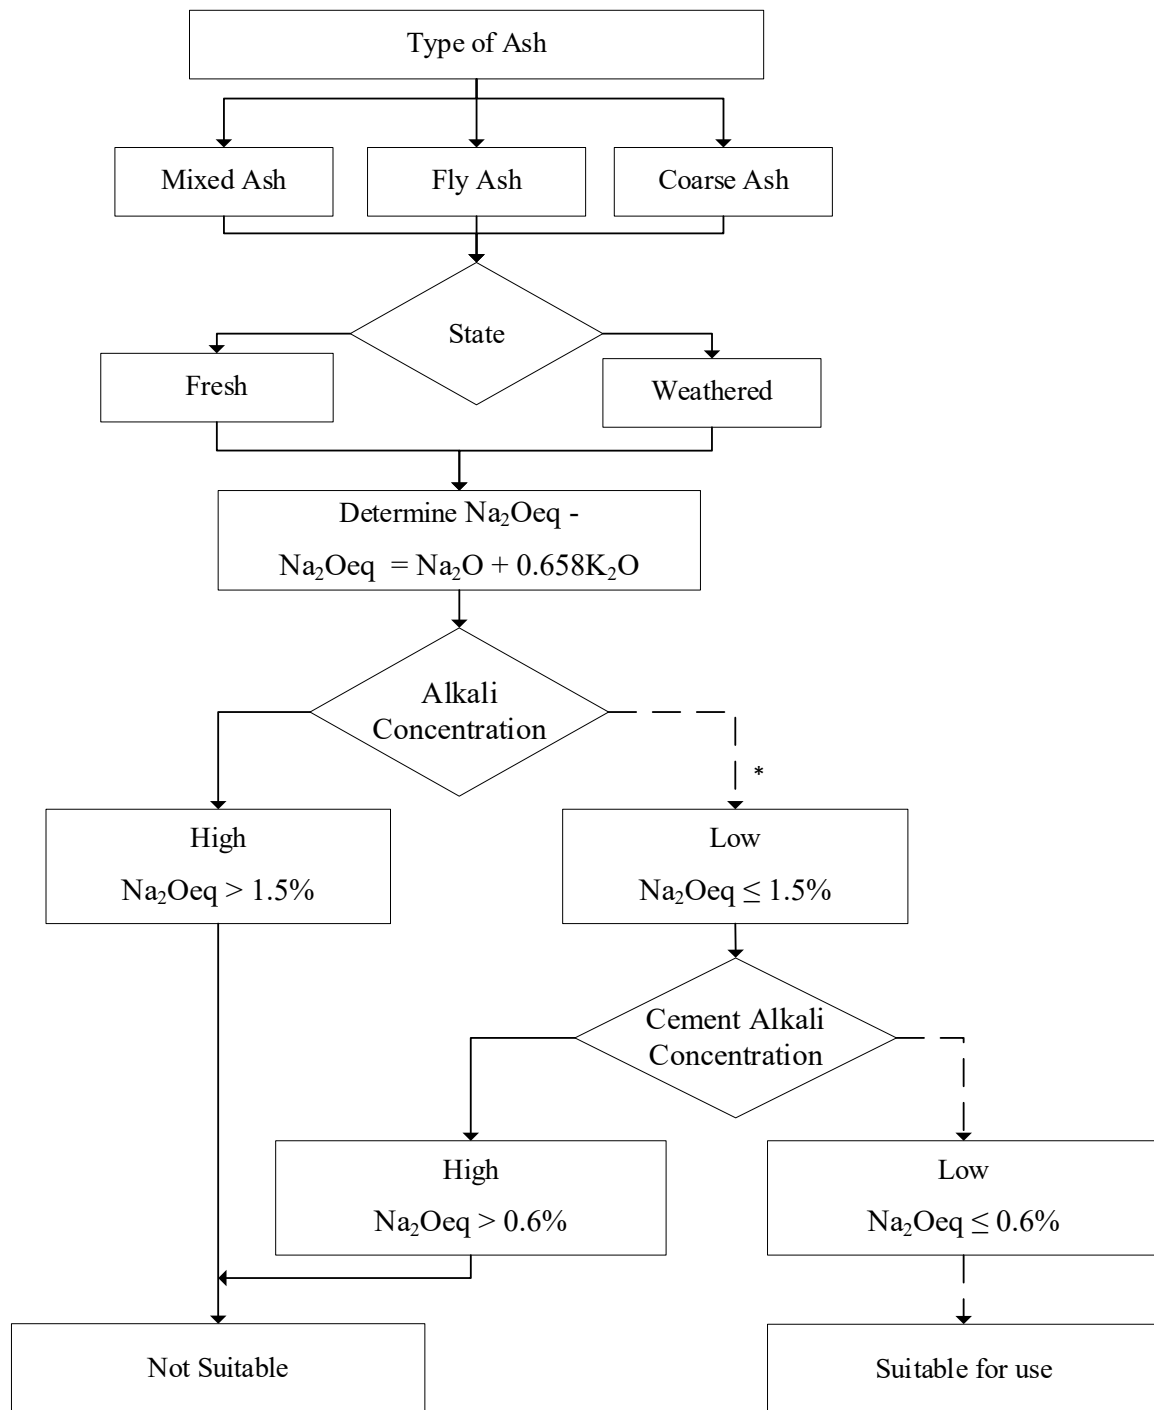 Type of Ash
Mixed Ash
Fly Ash
Coarse Ash
State
Fresh
Weathered
Determine Na₂Oeq -
Na₂Oeq = Na₂O + 0.658K₂O
Alkali
Concentration
*
High
Na₂Oeq > 1.5%
Low
Na₂Oeq ≤ 1.5%
Cement Alkali
Concentration
High
Na₂Oeq > 0.6%
Low
Na₂Oeq ≤ 0.6%
Not Suitable
Suitable for use